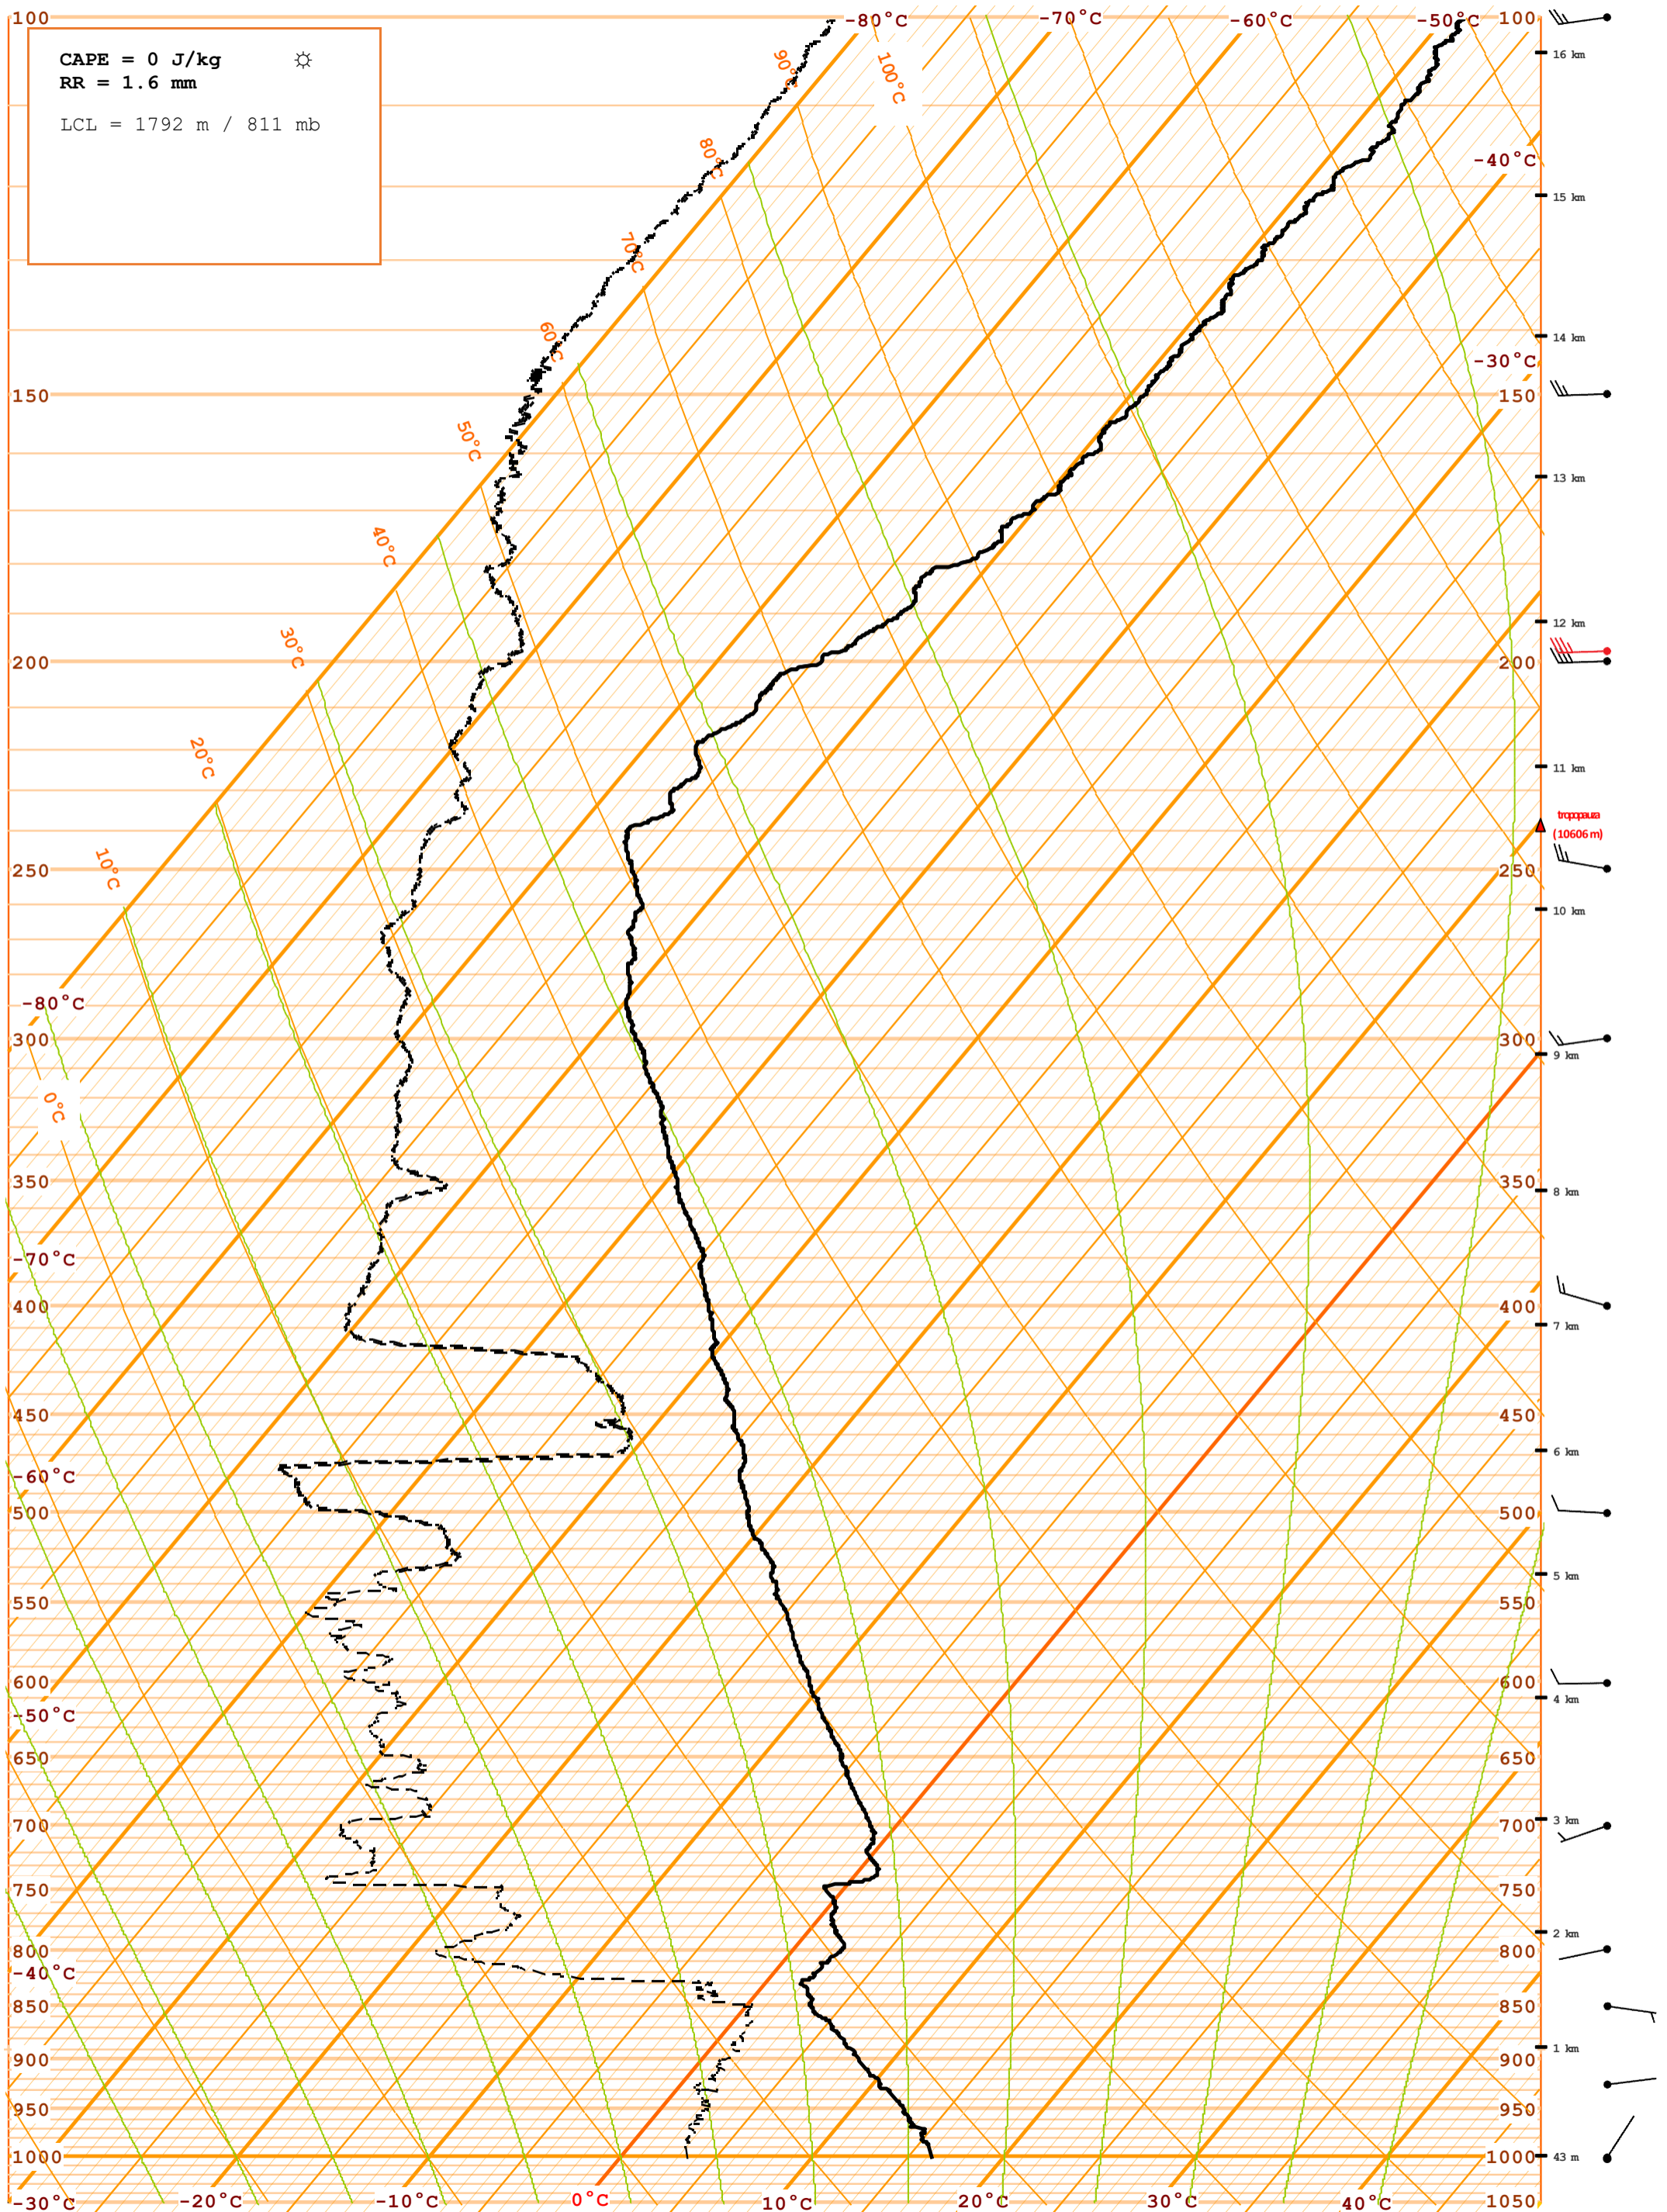 100 -80°C -70°C -60°C -50°C 100
CAPE = 0 J/kg ☼
RR = 1.6 mm
LCL = 1792 m / 811 mb
16 km
90°C 100°C
80°C -40°C
15 km
70°C
60°C 14 km
-30°C
150 150
50°C
13 km
40°C
30°C 12 km
200 200
20°C
11 km
tropopauza
(10606 m)
10°C
250 250
10 km
-80°C
300 300
9 km
0°C
350 350
8 km
-70°C
400 400
7 km
450 450
6 km
-60°C
500 500
5 km
550 550
600 600
4 km
-50°C
650 650
3 km
700 700
750 750
2 km
800 800
-40°C
850 850
1 km
900 900
950 950
1000 1000 43 m
-30°C -20°C -10°C 0°C 10°C 20°C 30°C 40°C 1050